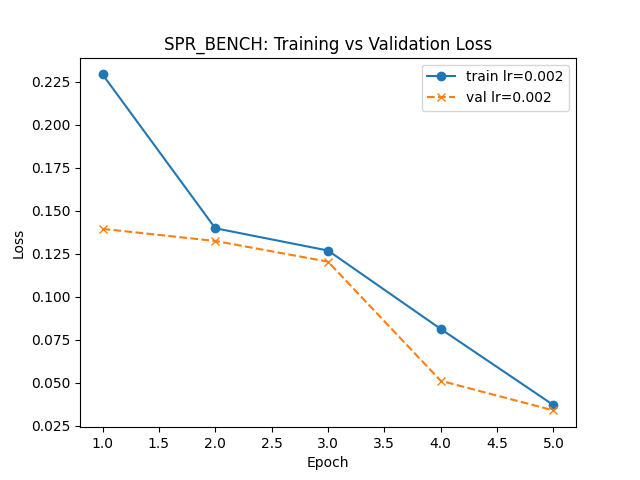 SPR_BENCH: Training vs Validation Loss
train lr=0.002
val lr=0.002
Loss
0.225
0.200
0.175
0.150
0.125
0.100
0.075
0.050
0.025
1.0 1.5 2.0 2.5 3.0 3.5 4.0 4.5 5.0
Epoch